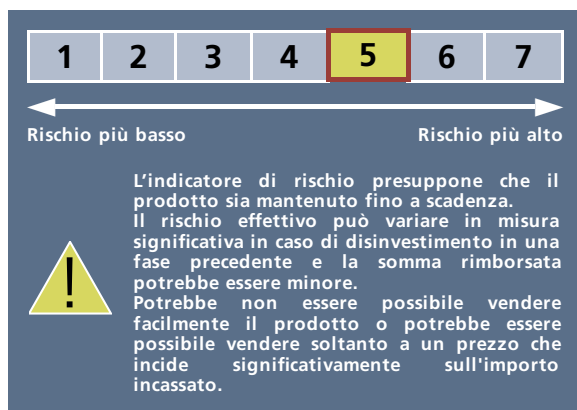 1 2 3 4 5 6 7
Rischio più basso Rischio più alto
L'indicatore di rischio presuppone che il
prodotto sia mantenuto fino a scadenza.
Il rischio effettivo può variare in misura
significativa in caso di disinvestimento in una
fase precedente e la somma rimborsata
potrebbe essere minore.
Potrebbe non essere possibile vendere
facilmente il prodotto o potrebbe essere
possibile vendere soltanto a un prezzo che
incide significativamente sull'importo
incassato.
!